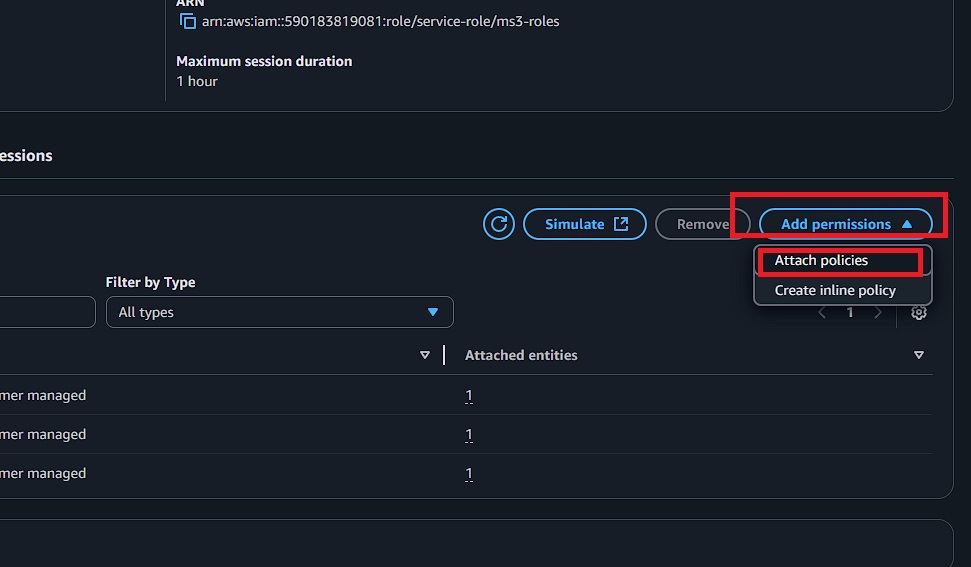 ARN
arn:aws:iam::590183819081:role/service-role/ms3-roles
Maximum session duration
1 hour
essions
Simulate
Remove
Add permissions
Attach policies
Create inline policy
Filter by Type
All types
1
Attached entities
mer managed
1
mer managed
1
mer managed
1